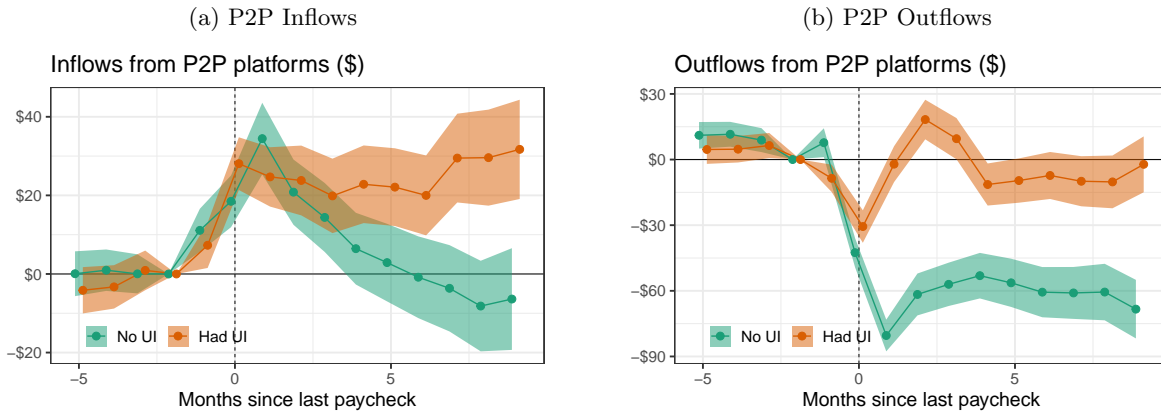 (a) P2P Inflows
Inflows from P2P platforms ($)
$40
$20
$0
−$20
No UI
Had UI
−5
0
5
Months since last paycheck
(b) P2P Outflows
Outflows from P2P platforms ($)
$30
$0
−$30
−$60
−$90
No UI
Had UI
−5
0
5
Months since last paycheck